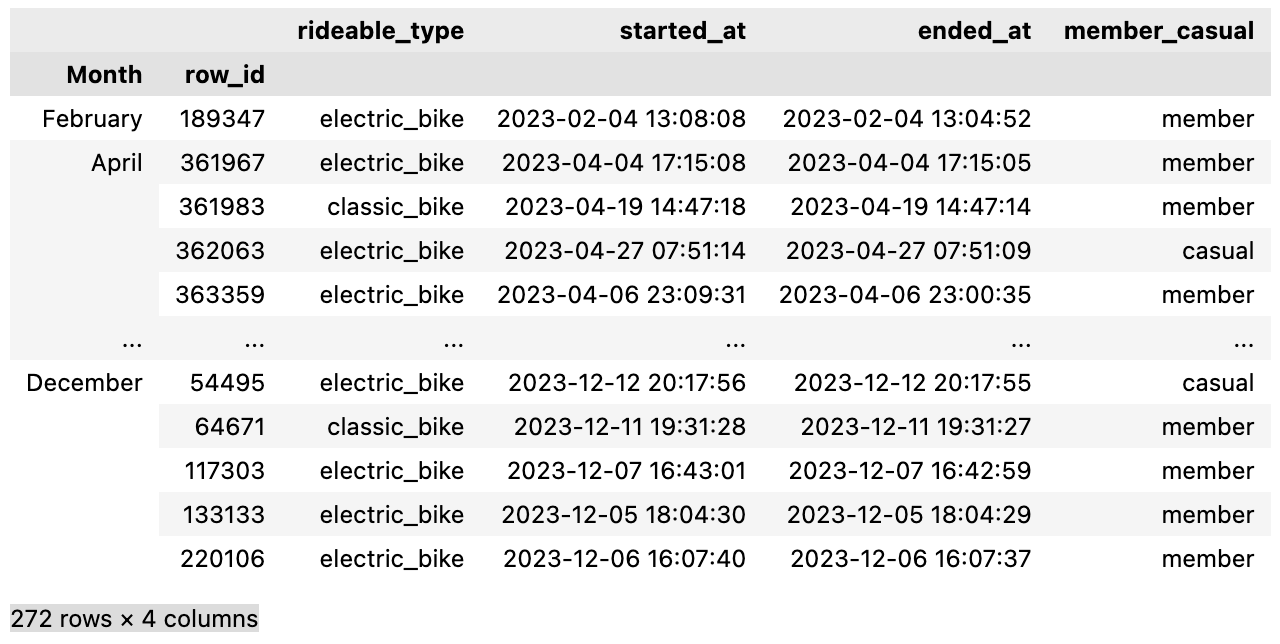 rideable_type started_at ended_at member_casual
Month row_id
February 189347 electric_bike 2023-02-04 13:08:08 2023-02-04 13:04:52 member
April 361967 electric_bike 2023-04-04 17:15:08 2023-04-04 17:15:05 member
361983 classic_bike 2023-04-19 14:47:18 2023-04-19 14:47:14 member
362063 electric_bike 2023-04-27 07:51:14 2023-04-27 07:51:09 casual
363359 electric_bike 2023-04-06 23:09:31 2023-04-06 23:00:35 member
... ... ... ... ... ...
December 54495 electric_bike 2023-12-12 20:17:56 2023-12-12 20:17:55 casual
64671 classic_bike 2023-12-11 19:31:28 2023-12-11 19:31:27 member
117303 electric_bike 2023-12-07 16:43:01 2023-12-07 16:42:59 member
133133 electric_bike 2023-12-05 18:04:30 2023-12-05 18:04:29 member
220106 electric_bike 2023-12-06 16:07:40 2023-12-06 16:07:37 member
272 rows × 4 columns